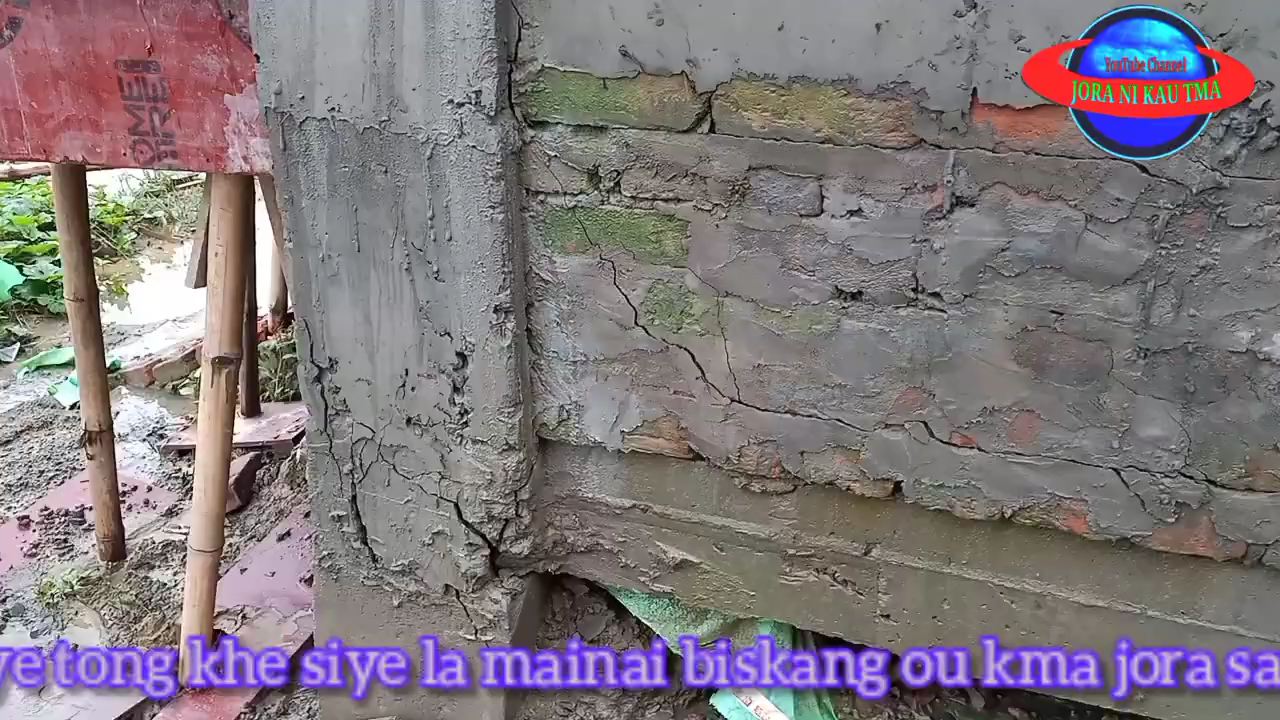 YouTube Channel
JORA NI KAU TMA
ye tong khe siye la mainai biskang ou kma jora sa